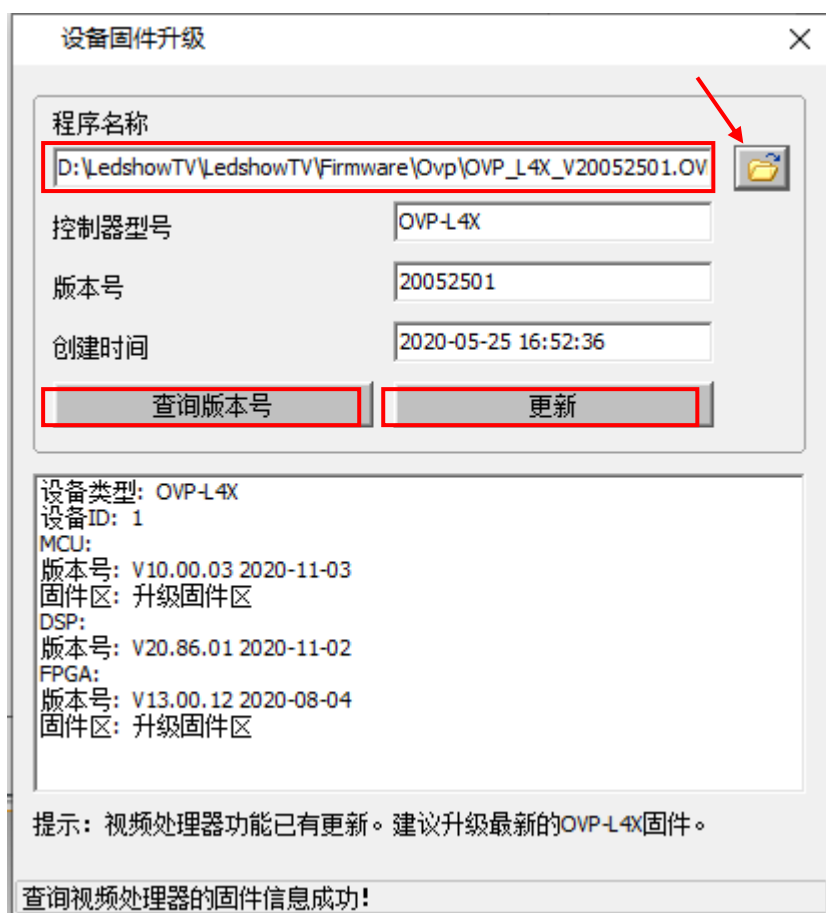 设备固件升级
程序名称
D:\LedshowTV\LedshowTV\Firmware\Ovp\OVP_L4X_V20052501.OV
控制器型号 OVP-L4X
版本号 20052501
创建时间 2020-05-25 16:52:36
查询版本号 更新
设备类型: OVP-L4X
设备ID: 1
MCU:
版本号: V10.00.03 2020-11-03
固件区: 升级固件区
DSP:
版本号: V20.86.01 2020-11-02
FPGA:
版本号: V13.00.12 2020-08-04
固件区: 升级固件区
提示: 视频处理器功能已有更新。建议升级最新的OVP-L4X固件。
查询视频处理器的固件信息成功!